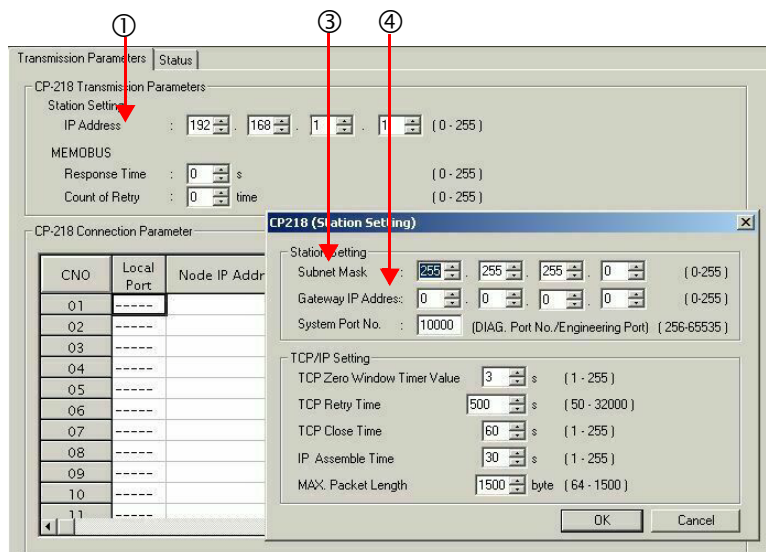 ① ③ ④
Transmission Parameters Status
CP-218 Transmission Parameters
Station Setting
IP Address : 192 . 168 . 1 . 1 ( 0 - 255 )
MEMOBUS
Response Time : 0 s ( 0 - 255 )
Count of Retry : 0 time ( 0 - 255 )
CP-218 Connection Parameter
CNO Local Port Node IP Addr
01 -----
02 -----
03 -----
04 -----
05 -----
06 -----
07 -----
08 -----
09 -----
10 -----
11 -----
CP218 (Station Setting)
Station Setting
Subnet Mask : 255 . 255 . 255 . 0 ( 0-255 )
Gateway IP Addres: 0 . 0 . 0 . 0 ( 0-255 )
System Port No. : 10000 (DIAG. Port No./Engineering Port) ( 256-65535 )
TCP/IP Setting
TCP Zero Window Timer Value 3 s ( 1 - 255 )
TCP Retry Time 500 s ( 50 - 32000 )
TCP Close Time 60 s ( 1 - 255 )
IP Assemble Time 30 s ( 1 - 255 )
MAX. Packet Length 1500 byte ( 64 - 1500 )
OK Cancel